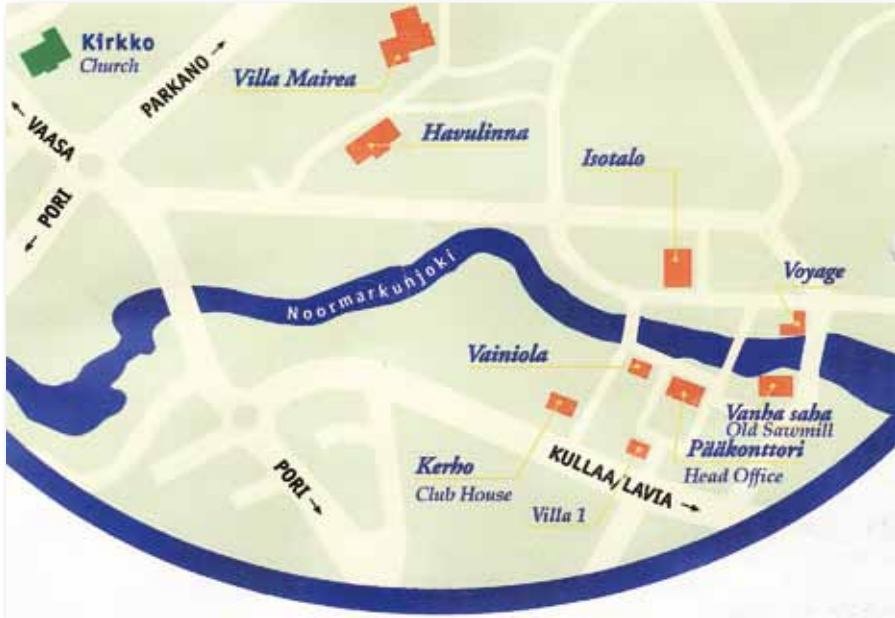 Kirkko
Church
PARKANO
Villa Mairea
VAASA
Havulinna
Isotalo
PORI
Noormarkunjoki
Voyage
Vainiola
Vanha saha
Old Sawmill
Pääkonttori
Head Office
Kerho
Club House
KULLAA/LAVIA
PORI
Villa 1